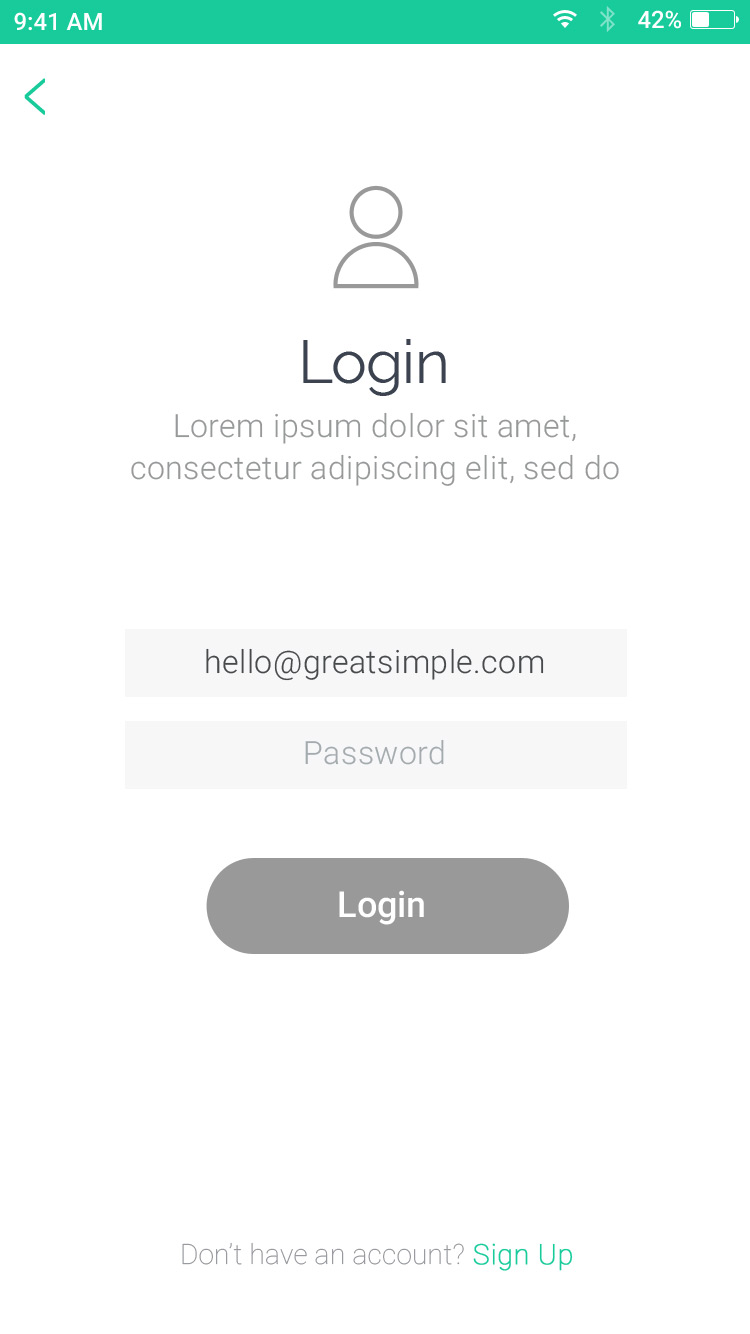 9:41 AM 42%
Login
Lorem ipsum dolor sit amet,
consectetur adipiscing elit, sed do
hello@greatsimple.com
Password
Login
Don’t have an account? Sign Up